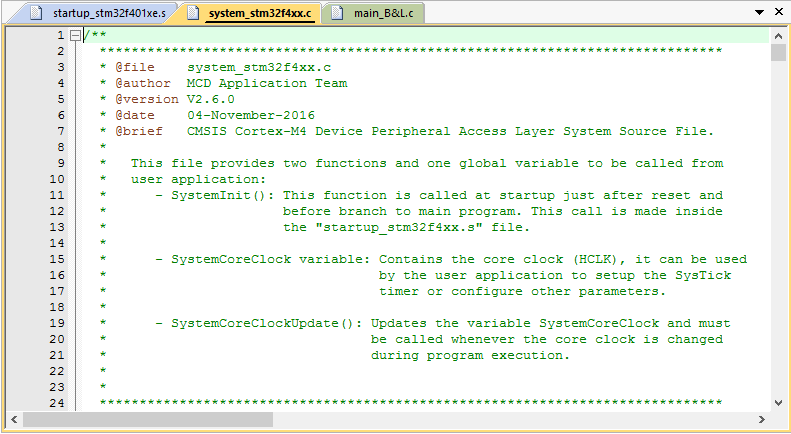 startup_stm32f401xe.s system_stm32f4xx.c main_B&L.c
1 /**
2 ******************************************************************************
3 * @file    system_stm32f4xx.c
4 * @author  MCD Application Team
5 * @version V2.6.0
6 * @date    04-November-2016
7 * @brief   CMSIS Cortex-M4 Device Peripheral Access Layer System Source File.
8 *
9 *   This file provides two functions and one global variable to be called from
10 *   user application:
11 *      - SystemInit(): This function is called at startup just after reset and
12 *                      before branch to main program. This call is made inside
13 *                      the "startup_stm32f4xx.s" file.
14 *
15 *      - SystemCoreClock variable: Contains the core clock (HCLK), it can be used
16 *                                  by the user application to setup the SysTick
17 *                                  timer or configure other parameters.
18 *
19 *      - SystemCoreClockUpdate(): Updates the variable SystemCoreClock and must
20 *                                 be called whenever the core clock is changed
21 *                                 during program execution.
22 *
23 *
24 ******************************************************************************